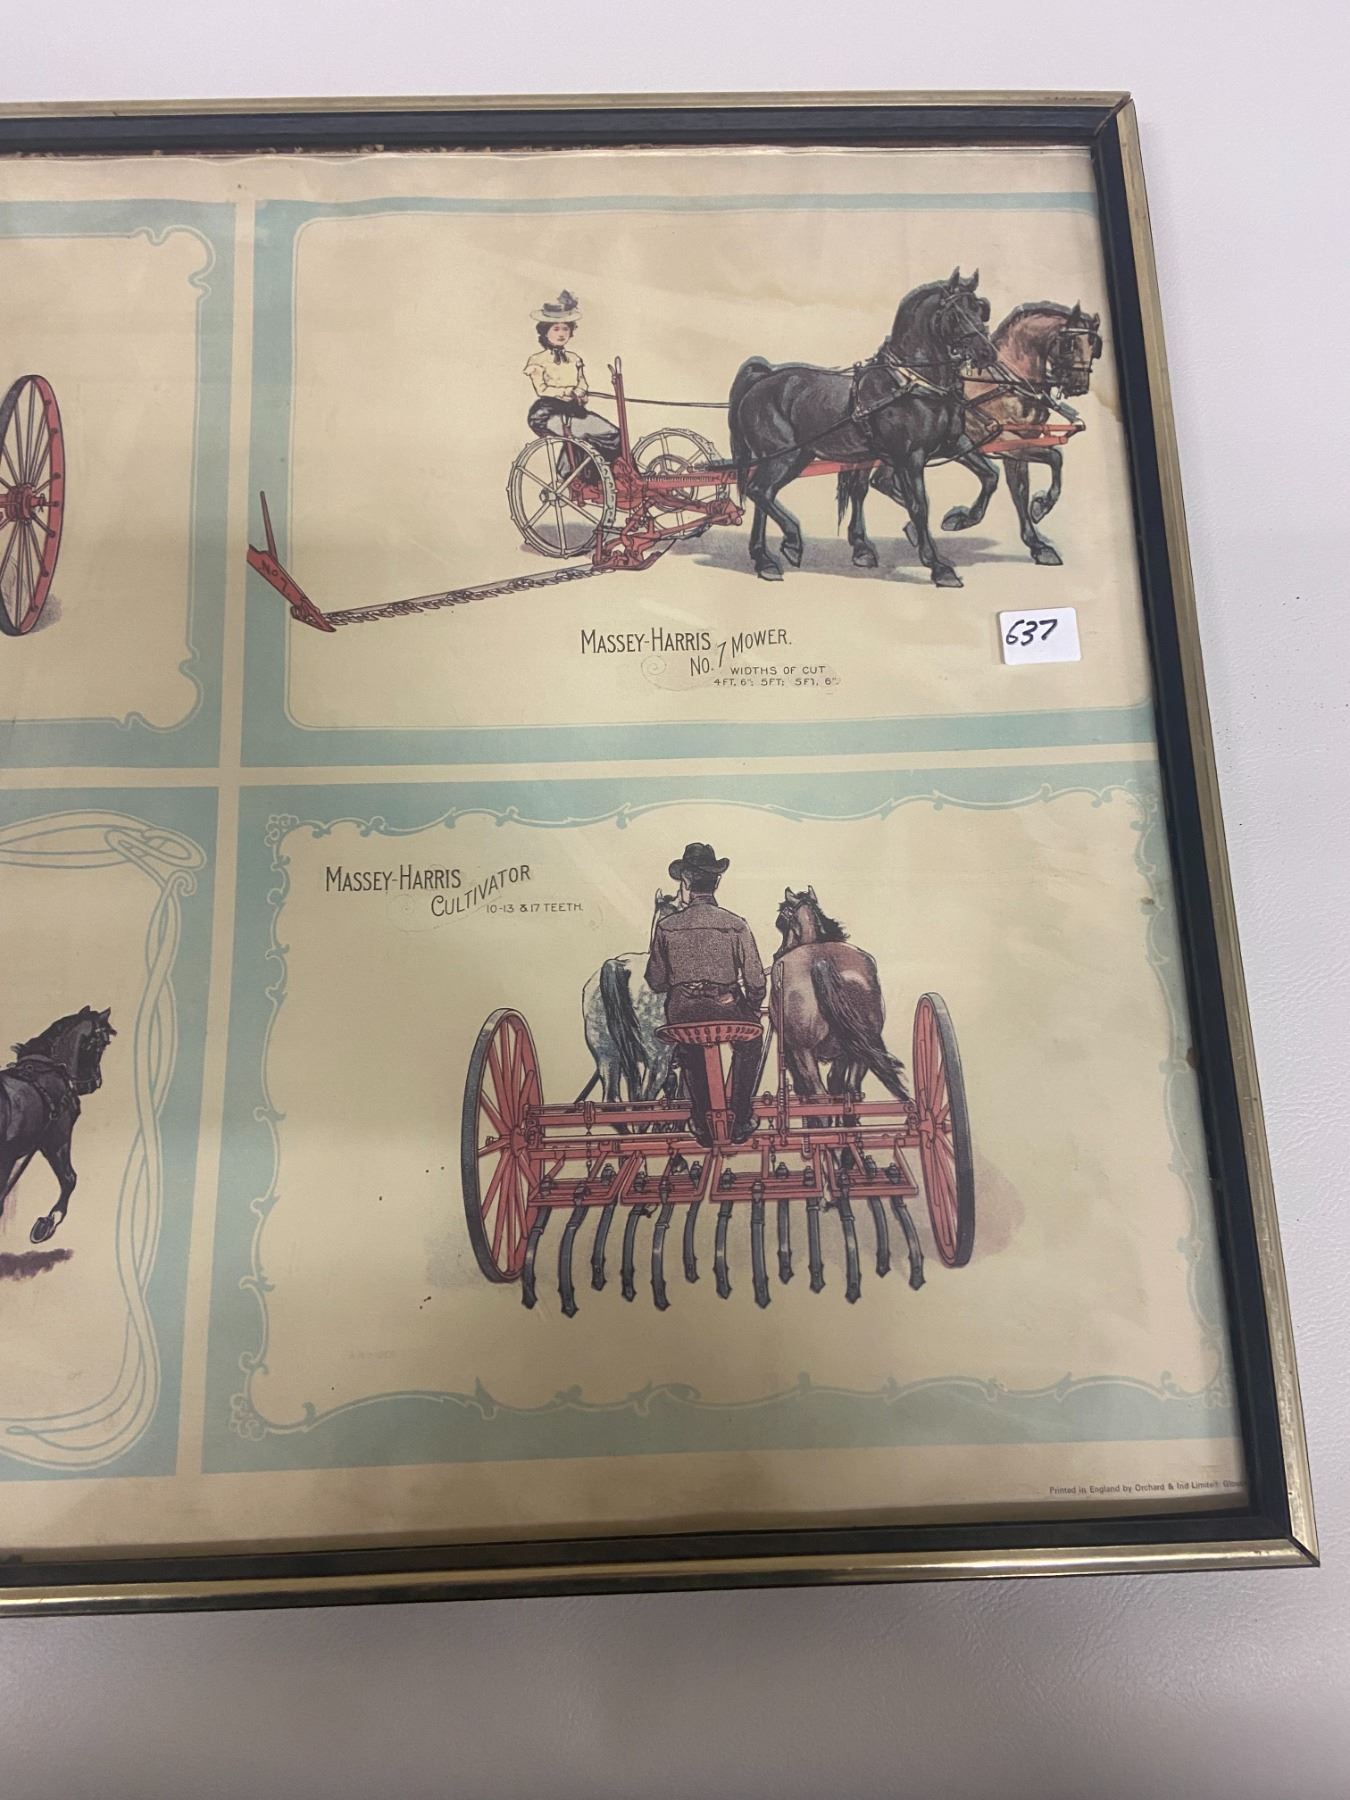 No 7
MASSEY-HARRIS
NO. 7 MOWER.
WIDTHS OF CUT
4FT. 6": 5FT: 5FT, 6"
637
MASSEY-HARRIS
CULTIVATOR
10-13 & 17 TEETH.
Printed in England by Orchard & Ind Limited